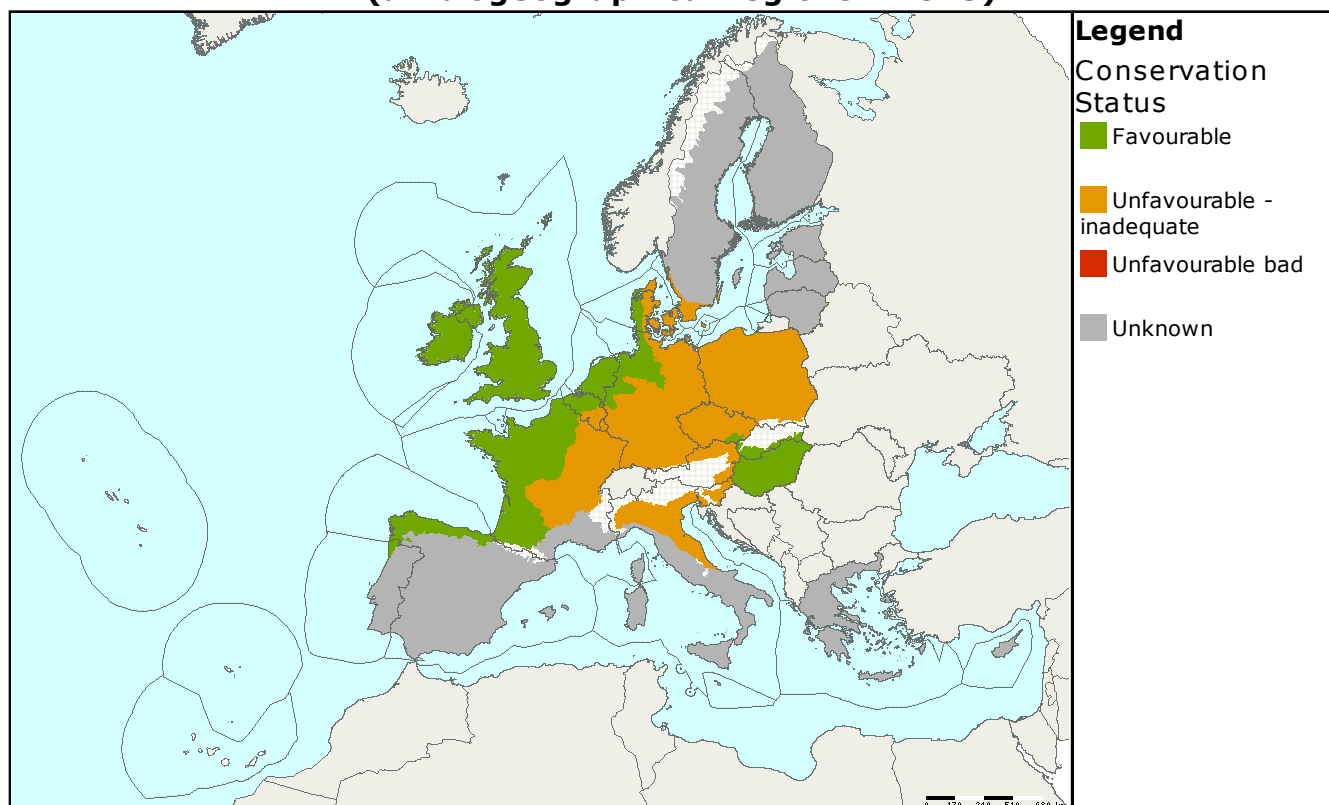 Legend
Conservation
Status
Favourable
Unfavourable -
inadequate
Unfavourable bad
Unknown